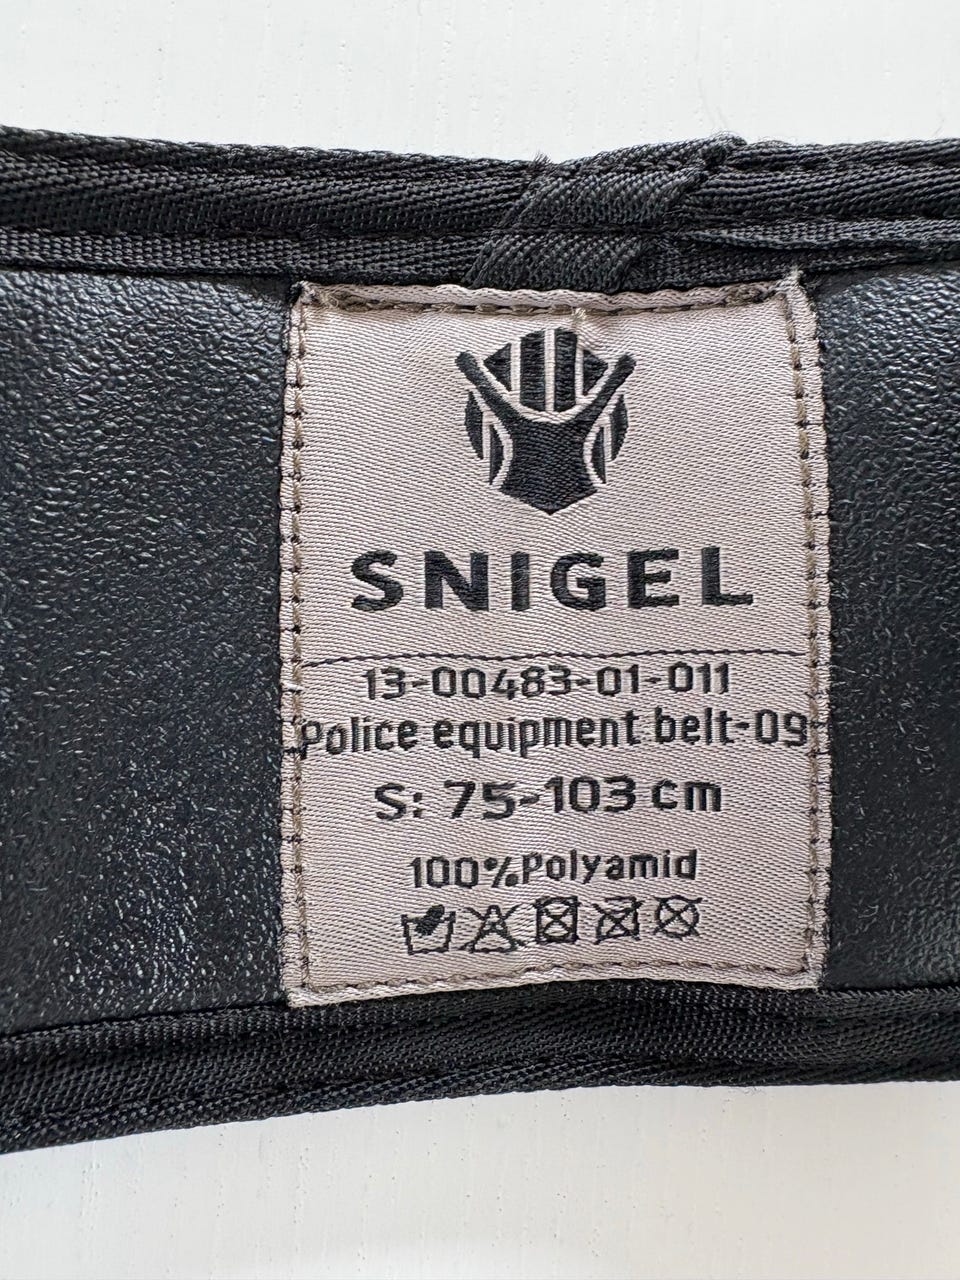 SNIGEL
13-00483-01-011
Police equipment belt-09
S: 75-103 cm
100%Polyamid